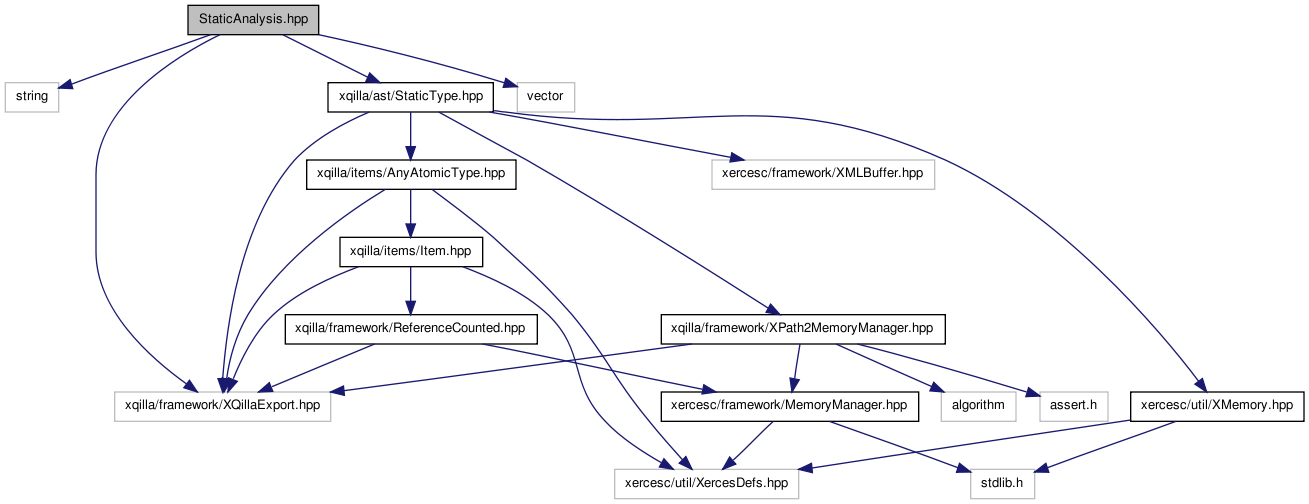 StaticAnalysis.hpp
string
xqilla/ast/StaticType.hpp
vector
xqilla/items/AnyAtomicType.hpp
xercesc/framework/XMLBuffer.hpp
xqilla/items/Item.hpp
xqilla/framework/ReferenceCounted.hpp
xqilla/framework/XPath2MemoryManager.hpp
xqilla/framework/XQillaExport.hpp
xercesc/framework/MemoryManager.hpp
algorithm
assert.h
xercesc/util/XMemory.hpp
xercesc/util/XercesDefs.hpp
stdlib.h